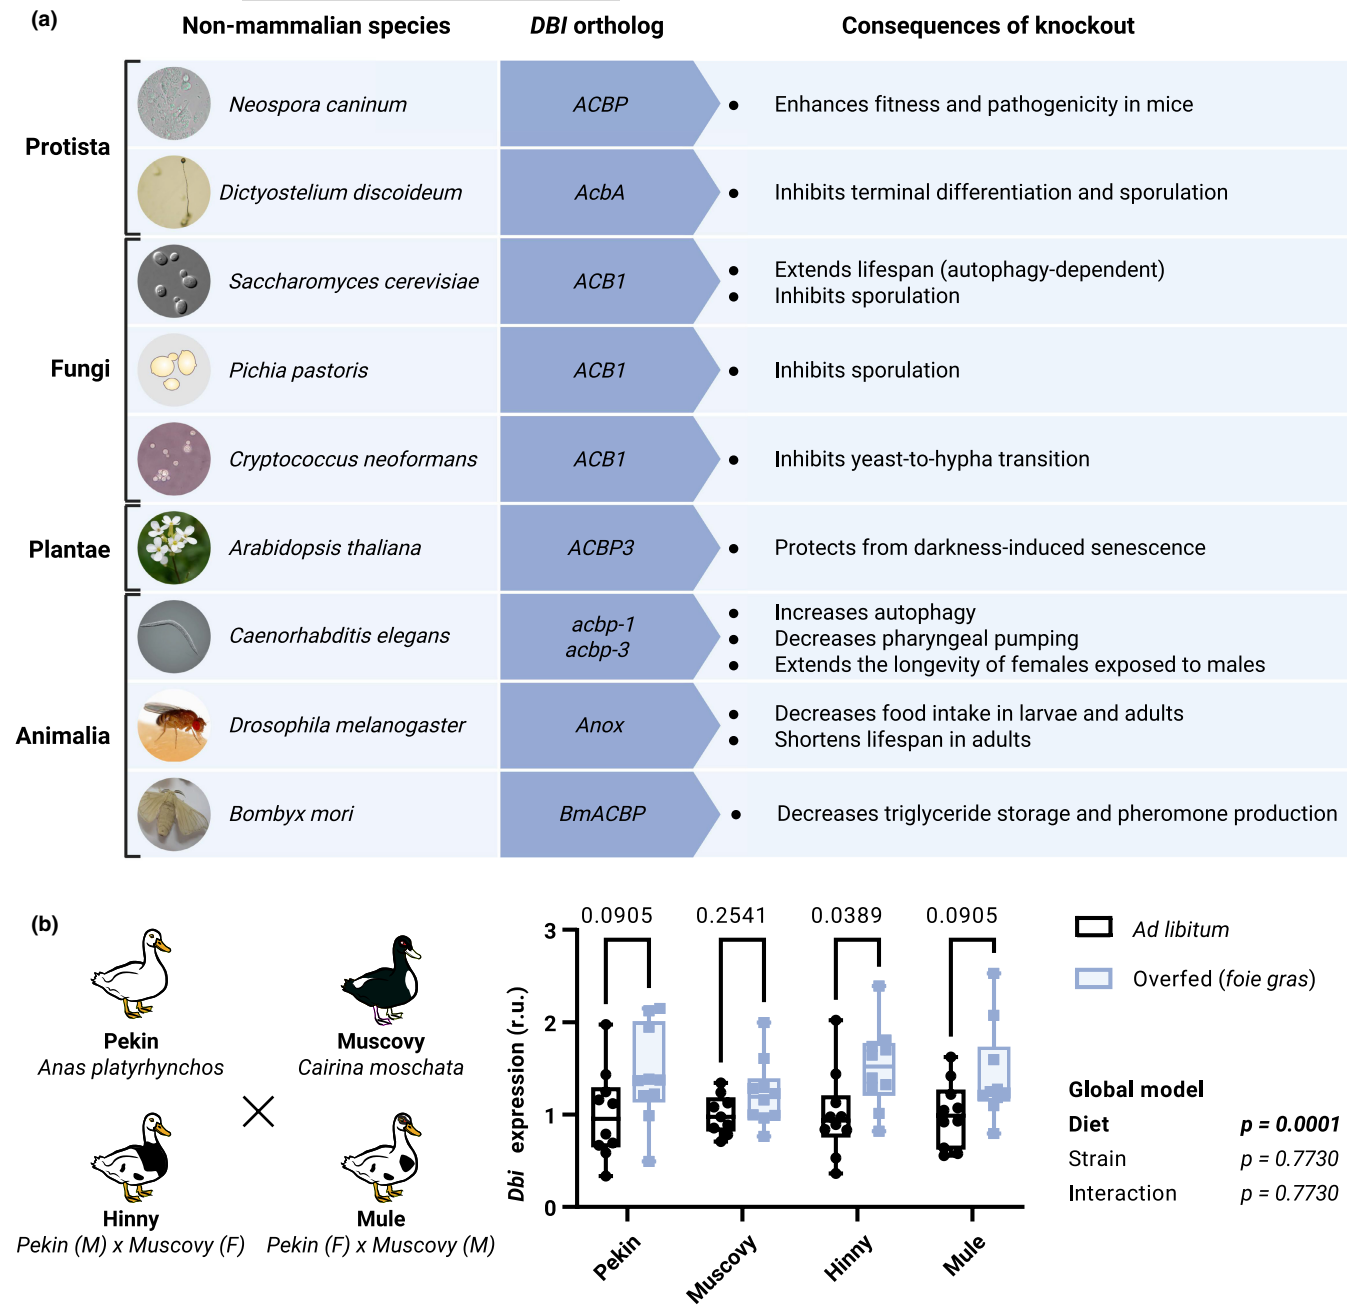 (a)
Non-mammalian species
DBI ortholog
Consequences of knockout
Protista
Neospora caninum
ACBP
• Enhances fitness and pathogenicity in mice
Dictyostelium discoideum
AcbA
• Inhibits terminal differentiation and sporulation
Fungi
Saccharomyces cerevisiae
ACB1
• Extends lifespan (autophagy-dependent)
• Inhibits sporulation
Pichia pastoris
ACB1
• Inhibits sporulation
Cryptococcus neoformans
ACB1
• Inhibits yeast-to-hypha transition
Plantae
Arabidopsis thaliana
ACBP3
• Protects from darkness-induced senescence
Animalia
Caenorhabditis elegans
acbp-1
acbp-3
• Increases autophagy
• Decreases pharyngeal pumping
• Extends the longevity of females exposed to males
Drosophila melanogaster
Anox
• Decreases food intake in larvae and adults
• Shortens lifespan in adults
Bombyx mori
BmACBP
• Decreases triglyceride storage and pheromone production
(b)
Pekin
Anas platyrhynchos
Muscovy
Cairina moschata
Hinny
Pekin (M) x Muscovy (F)
Mule
Pekin (F) x Muscovy (M)
Dbi expression (r.u.)
3
2
1
0
0.0905
0.2541
0.0389
0.0905
Pekin
Muscovy
Hinny
Mule
Ad libitum
Overfed (foie gras)
Global model
Diet p = 0.0001
Strain p = 0.7730
Interaction p = 0.7730